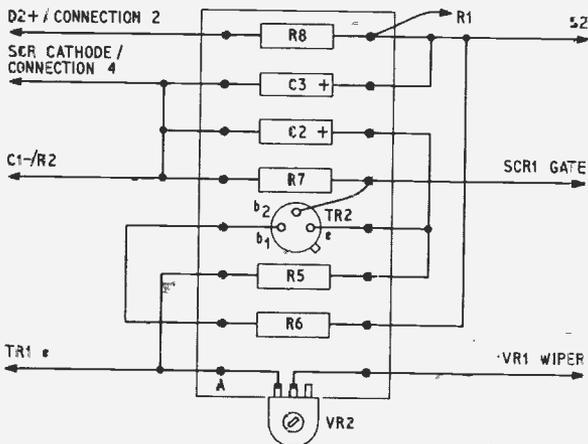 D2+/CONNECTION 2
R1
S2
R8
SCR CATHODE/
CONNECTION 4
C3 +
C2 +
C1-/R2
R7
SCR1 GATE
b2
TR2
b1
e
R5
R6
TR1 e
A
VR1 WIPER
VR2